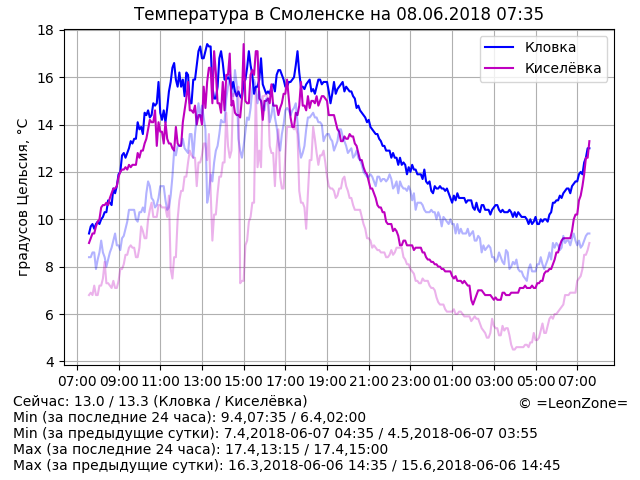 Температура в Смоленске на 08.06.2018 07:35
18
16
14
12
10
8
6
4
градусов Цельсия, °C
Кловка
Киселёвка
07:00 09:00 11:00 13:00 15:00 17:00 19:00 21:00 23:00 01:00 03:00 05:00 07:00
Сейчас: 13.0 / 13.3 (Кловка / Киселёвка)
© =LeonZone=
Min (за последние 24 часа): 9.4,07:35 / 6.4,02:00
Min (за предыдущие сутки): 7.4,2018-06-07 04:35 / 4.5,2018-06-07 03:55
Max (за последние 24 часа): 17.4,13:15 / 17.4,15:00
Max (за предыдущие сутки): 16.3,2018-06-06 14:35 / 15.6,2018-06-06 14:45